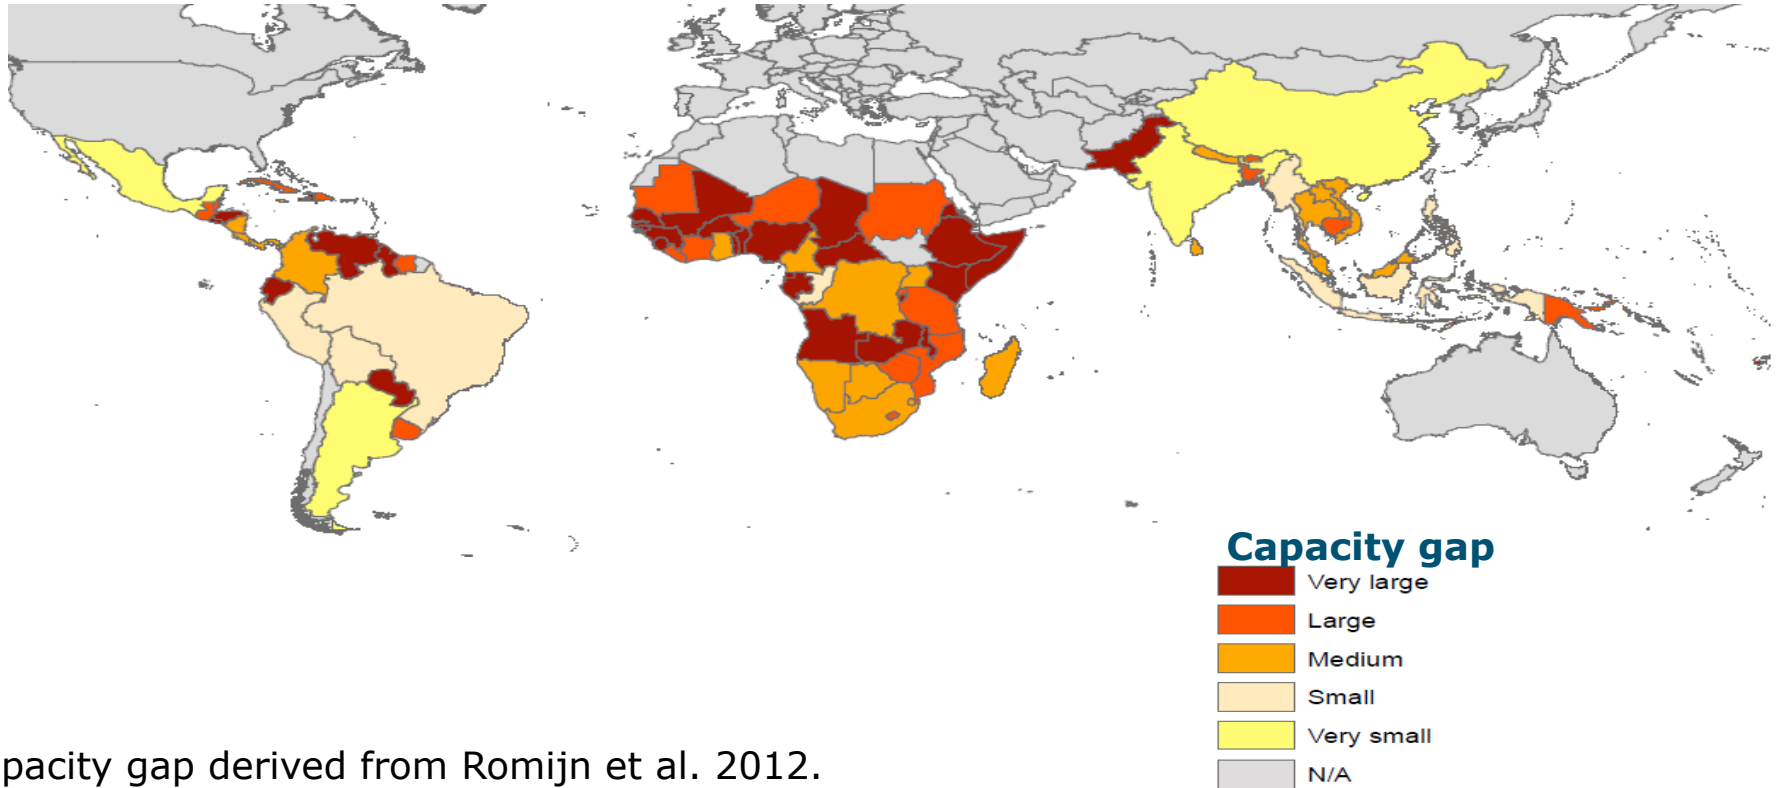 Capacity gap
Very large
Large
Medium
Small
Very small
N/A
pacity gap derived from Romijn et al. 2012.